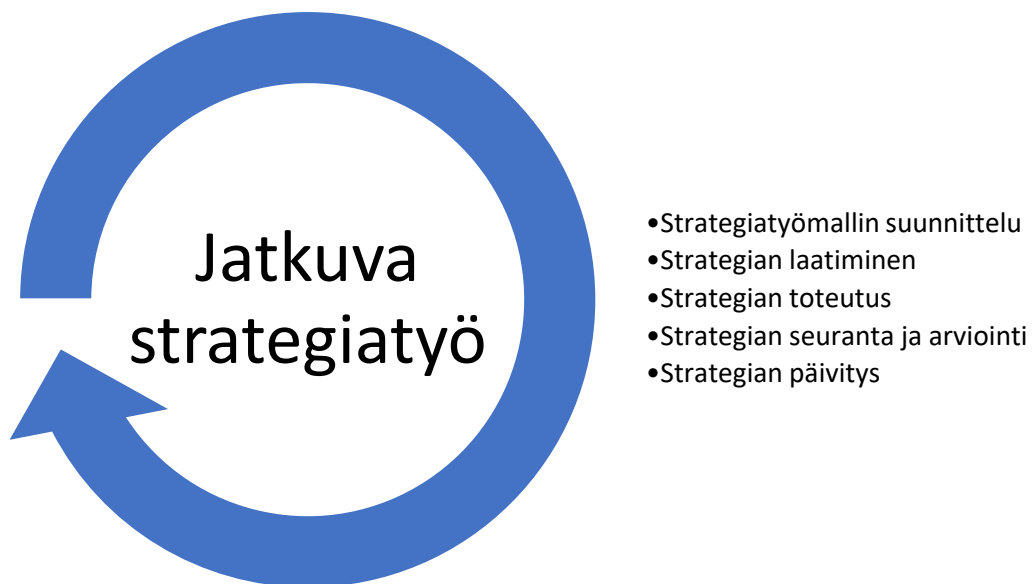 Jatkuva
strategiatyö
•Strategiatyömallin suunnittelu
•Strategian laatiminen
•Strategian toteutus
•Strategian seuranta ja arviointi
•Strategian päivitys